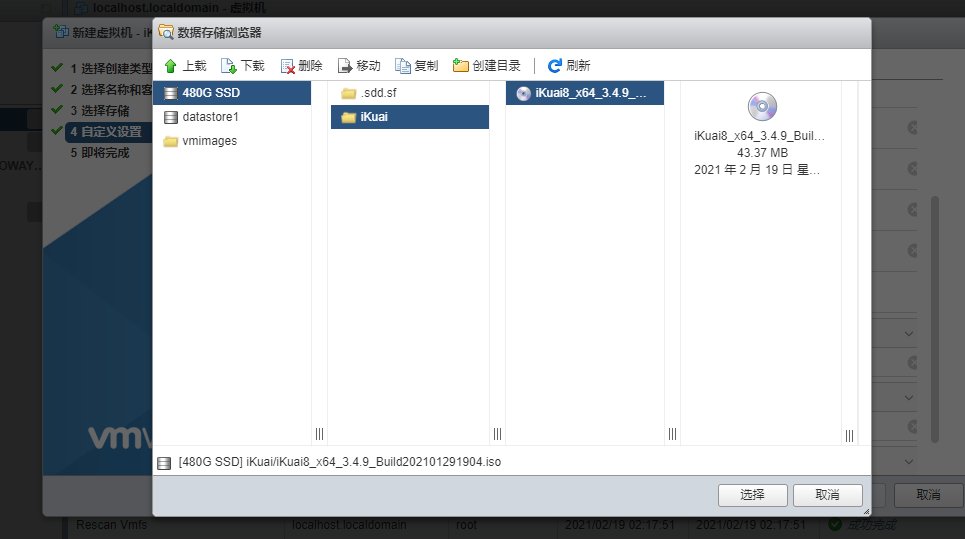 localhost.localdomain - 虚拟机
新建虚拟机 - iK
数据存储浏览器
上载 下载 删除 移动 复制 创建目录 刷新
1 选择创建类型
2 选择名称和客
3 选择存储
4 自定义设置
5 即将完成
480G SSD
datastore1
vmimages
.sdd.sf
iKuai
iKuai8_x64_3.4.9_...
iKuai8_x64_3.4.9_Buil...
43.37 MB
2021 年 2 月 19 日 星...
OWAY...
vmv
[480G SSD] iKuai/iKuai8_x64_3.4.9_Build202101291904.iso
选择 取消
取消
Rescan Vmfs localhost.localdomain root 2021/02/19 02:17:51 2021/02/19 02:17:51 成功完成